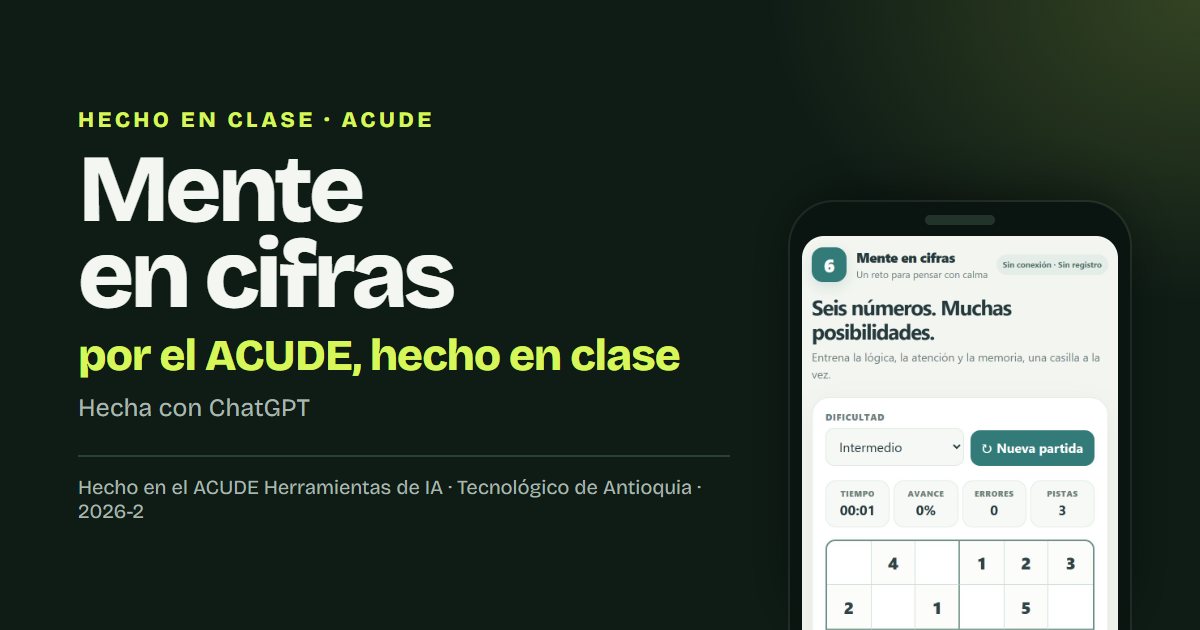 HECHO EN CLASE · ACUDE
Mente
en cifras
por el ACUDE, hecho en clase
Hecha con ChatGPT
Hecho en el ACUDE Herramientas de IA · Tecnológico de Antioquia ·
2026-2
6
Mente en cifras
Un reto para pensar con calma
Sin conexión · Sin registro
Seis números. Muchas
posibilidades.
Entrena la lógica, la atención y la memoria, una casilla a la
vez.
DIFICULTAD
Intermedio
↻ Nueva partida
TIEMPO AVANCE ERRORES PISTAS
00:01 0% 0 3
4 1 2 3
2 1 5